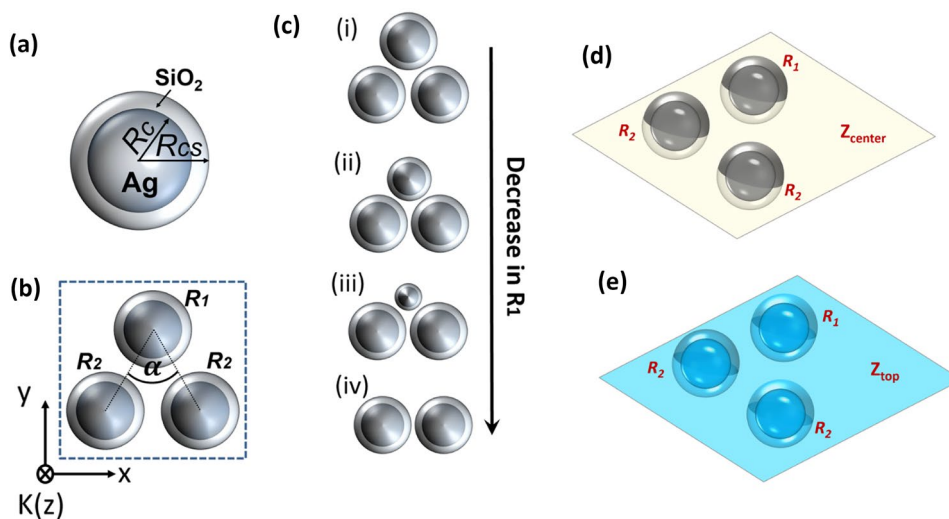 (a)
SiO₂
Rc
Rcs
Ag
(b)
R1
R2
α
R2
y
x
K(z)
(c)
(i)
(ii)
(iii)
(iv)
Decrease in R1
(d)
R1
R2
R2
Zcenter
(e)
R1
R2
R2
Ztop